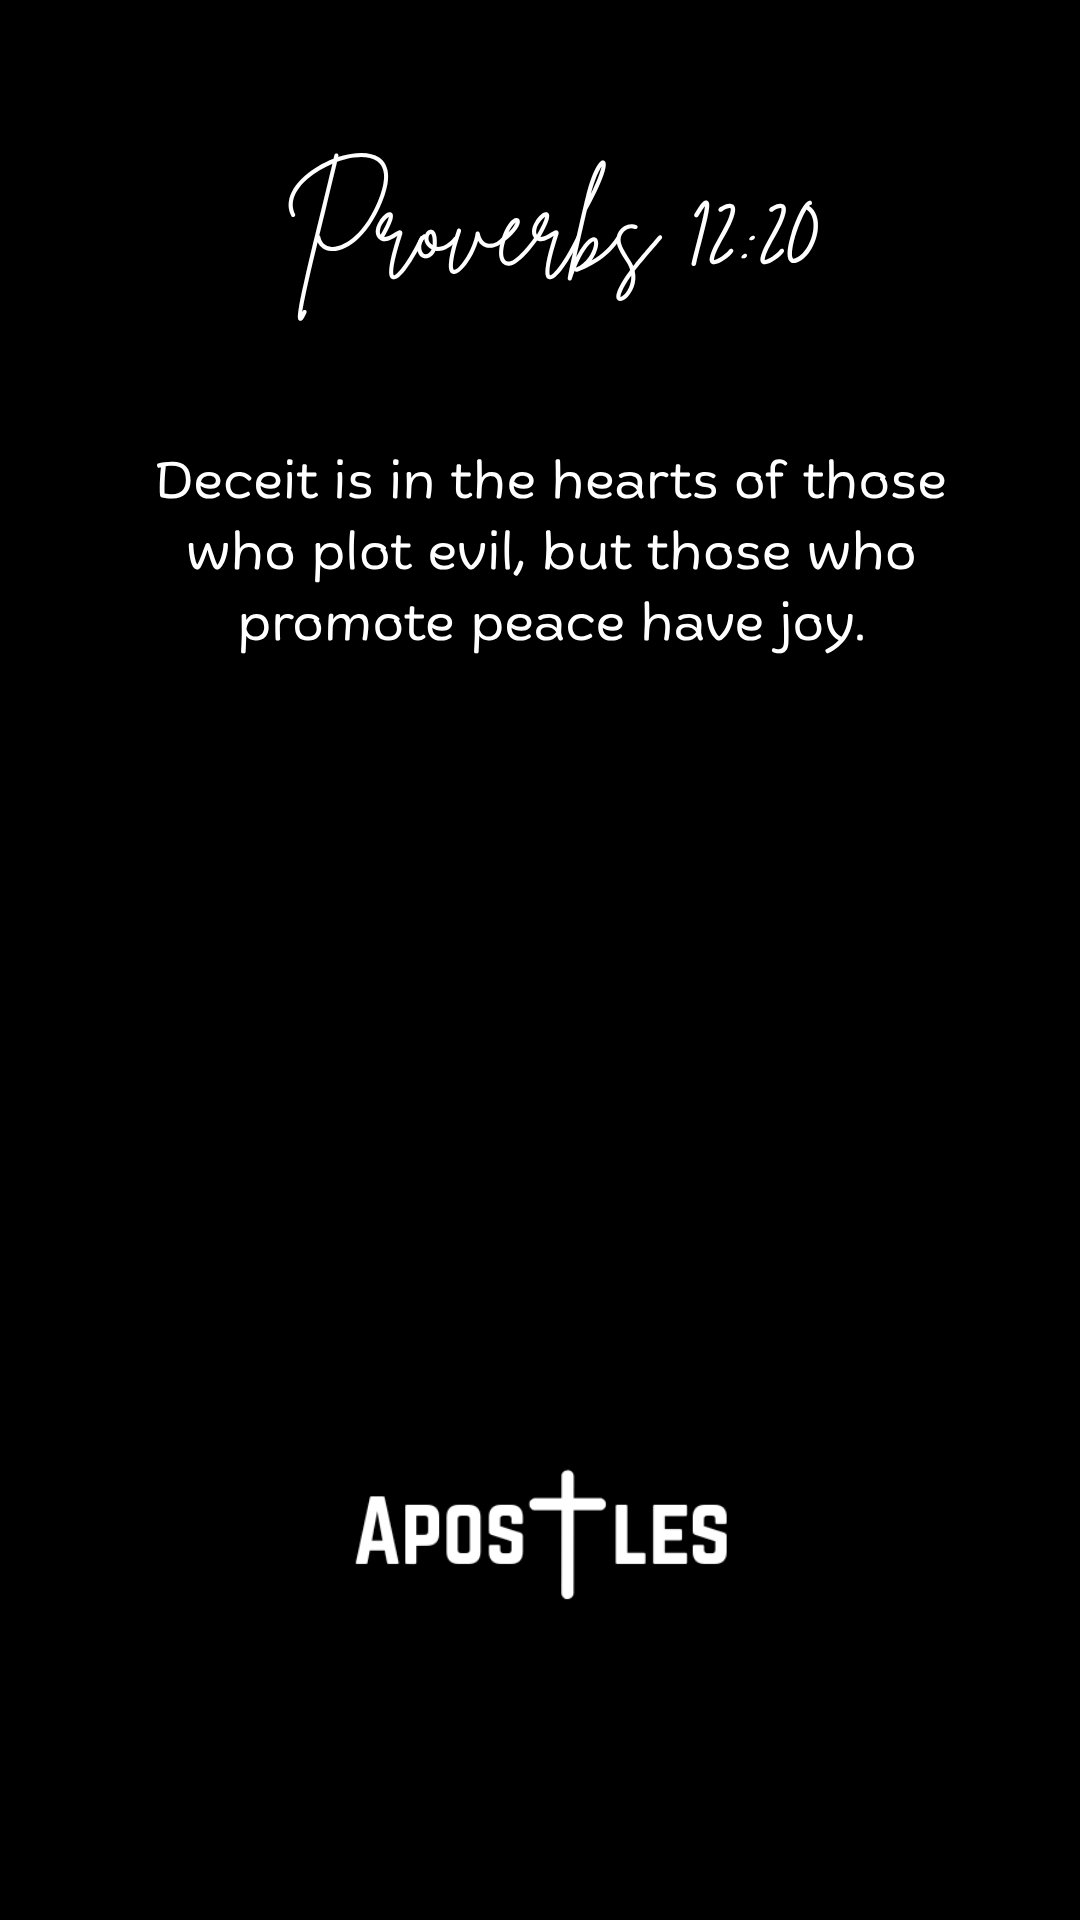 Proverbs 12:20
Deceit is in the hearts of those
who plot evil, but those who
promote peace have joy.
Apostles